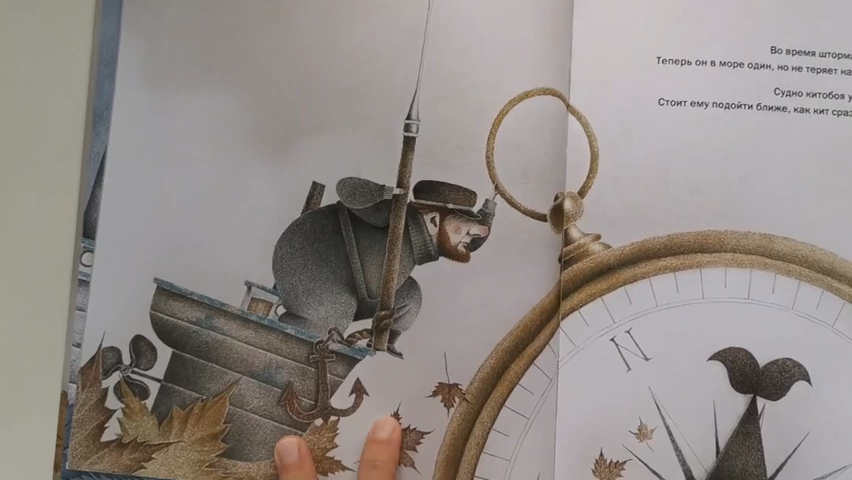 Во время шторма
Теперь он в море один, но не теряет
Судно китобоя
Стоит ему подойти ближе, как кит
N